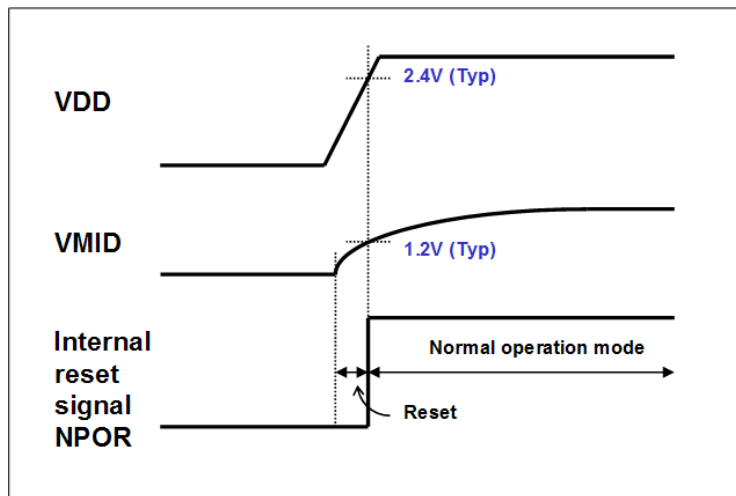 VDD
2.4V (Typ)
VMID
1.2V (Typ)
Internal
reset
signal
NPOR
Normal operation mode
Reset